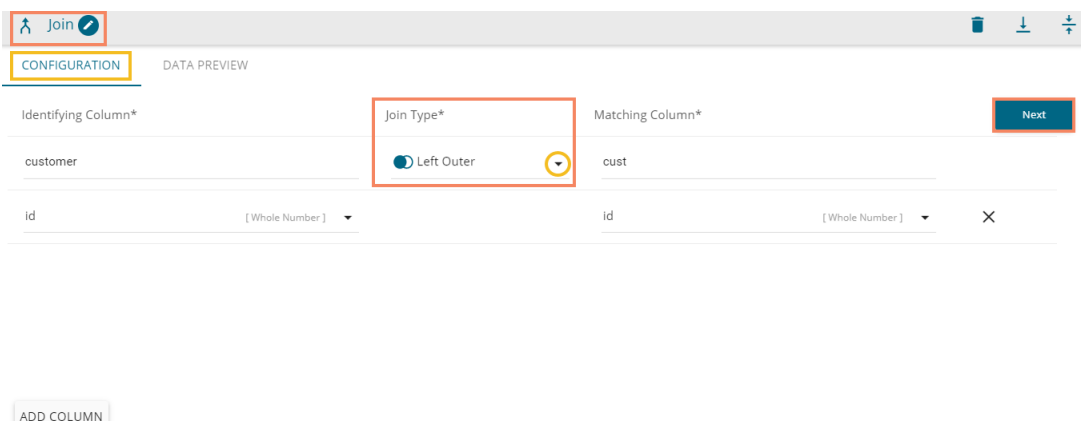 Join
CONFIGURATION DATA PREVIEW
Identifying Column* Join Type* Matching Column* Next
customer Left Outer cust
id [ Whole Number ] id [ Whole Number ]
ADD COLUMN